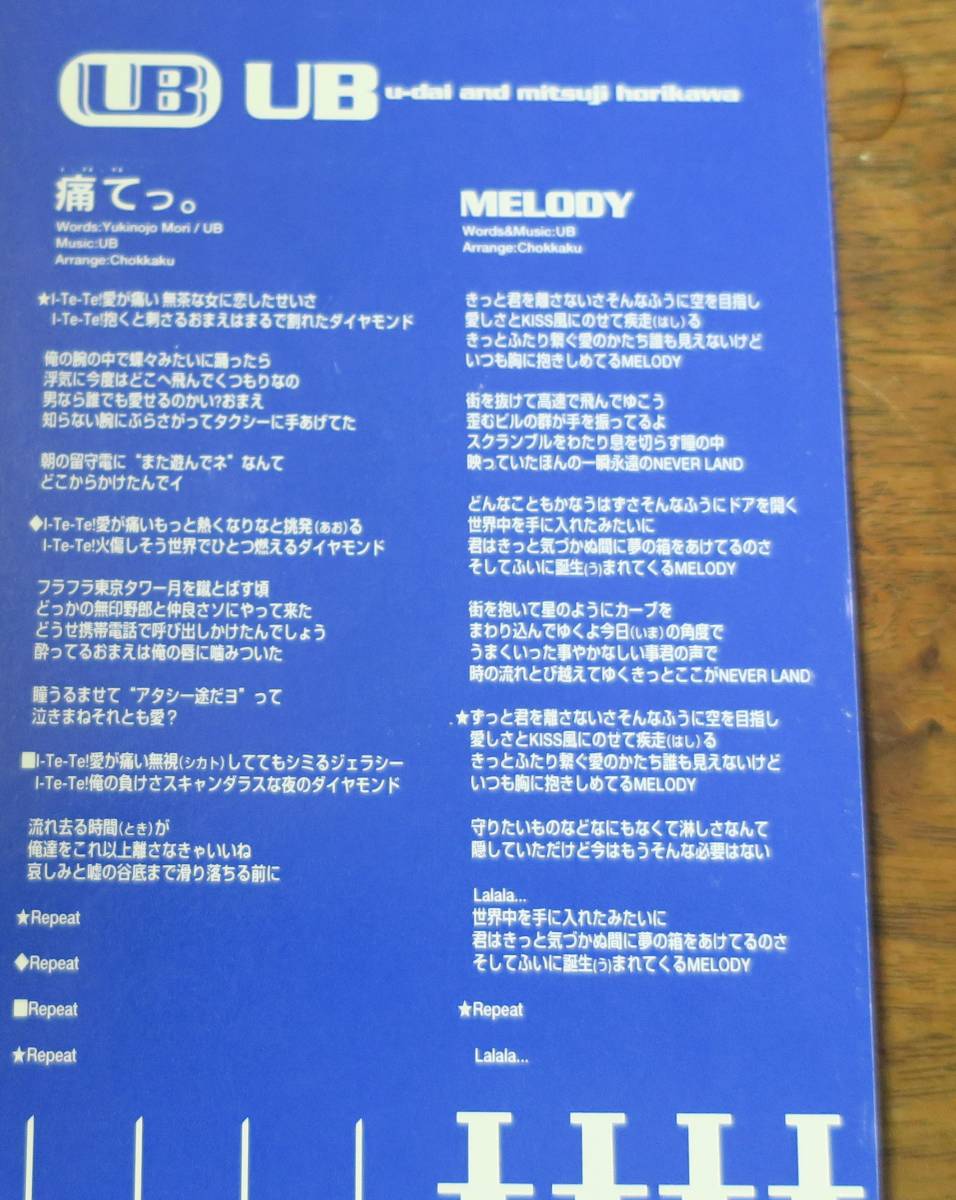 UB UB u-dai and mitsuji horikawa
痛てっ。
Words:Yukinojo Mori / UB
Music:UB
Arrange:Chokkaku
★I-Te-Te!愛が痛い 無茶な女に恋したせいさ
I-Te-Te!抱くと刺さるおまえはまるで割れたダイヤモンド
俺の腕の中で蝶々みたいに踊ったら
浮気に今度はどこへ飛んでくつもりなの
男なら誰でも愛せるのかい?おまえ
知らない腕にぶらさがってタクシーに手あげてた
朝の留守電に“また遊んでネ”なんて
どこからかけたんでイ
◆I-Te-Te!愛が痛いもっと熱くなりなと挑発(あお)る
I-Te-Te!火傷しそう世界でひとつ燃えるダイヤモンド
フラフラ東京タワー月を蹴とばす頃
どっかの無印野郎と仲良さソにやって来た
どうせ携帯電話で呼び出しかけたんでしょう
酔ってるおまえは俺の唇に噛みついた
瞳うるませて“アタシ一途だヨ”って
泣きまねそれとも愛？
■I-Te-Te!愛が痛い無視(シカト)しててもシミるジェラシー
I-Te-Te!俺の負けさスキャンダラスな夜のダイヤモンド
流れ去る時間(とき)が
俺達をこれ以上離さなきゃいいね
哀しみと嘘の谷底まで滑り落ちる前に
★Repeat
◆Repeat
■Repeat
★Repeat
MELODY
Words&Music:UB
Arrange:Chokkaku
きっと君を離さないさそんなふうに空を目指し
愛しさとKISS風にのせて疾走(はし)る
きっとふたり繋ぐ愛のかたち誰も見えないけど
いつも胸に抱きしめてるMELODY
街を抜けて高速で飛んでゆこう
歪むビルの群が手を振ってるよ
スクランブルをわたり息を切らす瞳の中
映っていたほんの一瞬永遠のNEVER LAND
どんなこともかなうはずさそんなふうにドアを開く
世界中を手に入れたみたいに
君はきっと気づかぬ間に夢の箱をあけてるのさ
そしてふいに誕生(う)まれてくるMELODY
街を抱いて星のようにカーブを
まわり込んでゆくよ今日(いま)の角度で
うまくいった事やかなしい事君の声で
時の流れとび越えてゆくきっとここがNEVER LAND
★ずっと君を離さないさそんなふうに空を目指し
愛しさとKISS風にのせて疾走(はし)る
きっとふたり繋ぐ愛のかたち誰も見えないけど
いつも胸に抱きしめてるMELODY
守りたいものなどなにもなくて淋しさなんて
隠していただけど今はもうそんな必要はない
Lalala...
世界中を手に入れたみたいに
君はきっと気づかぬ間に夢の箱をあけてるのさ
そしてふいに誕生(う)まれてくるMELODY
★Repeat
Lalala...